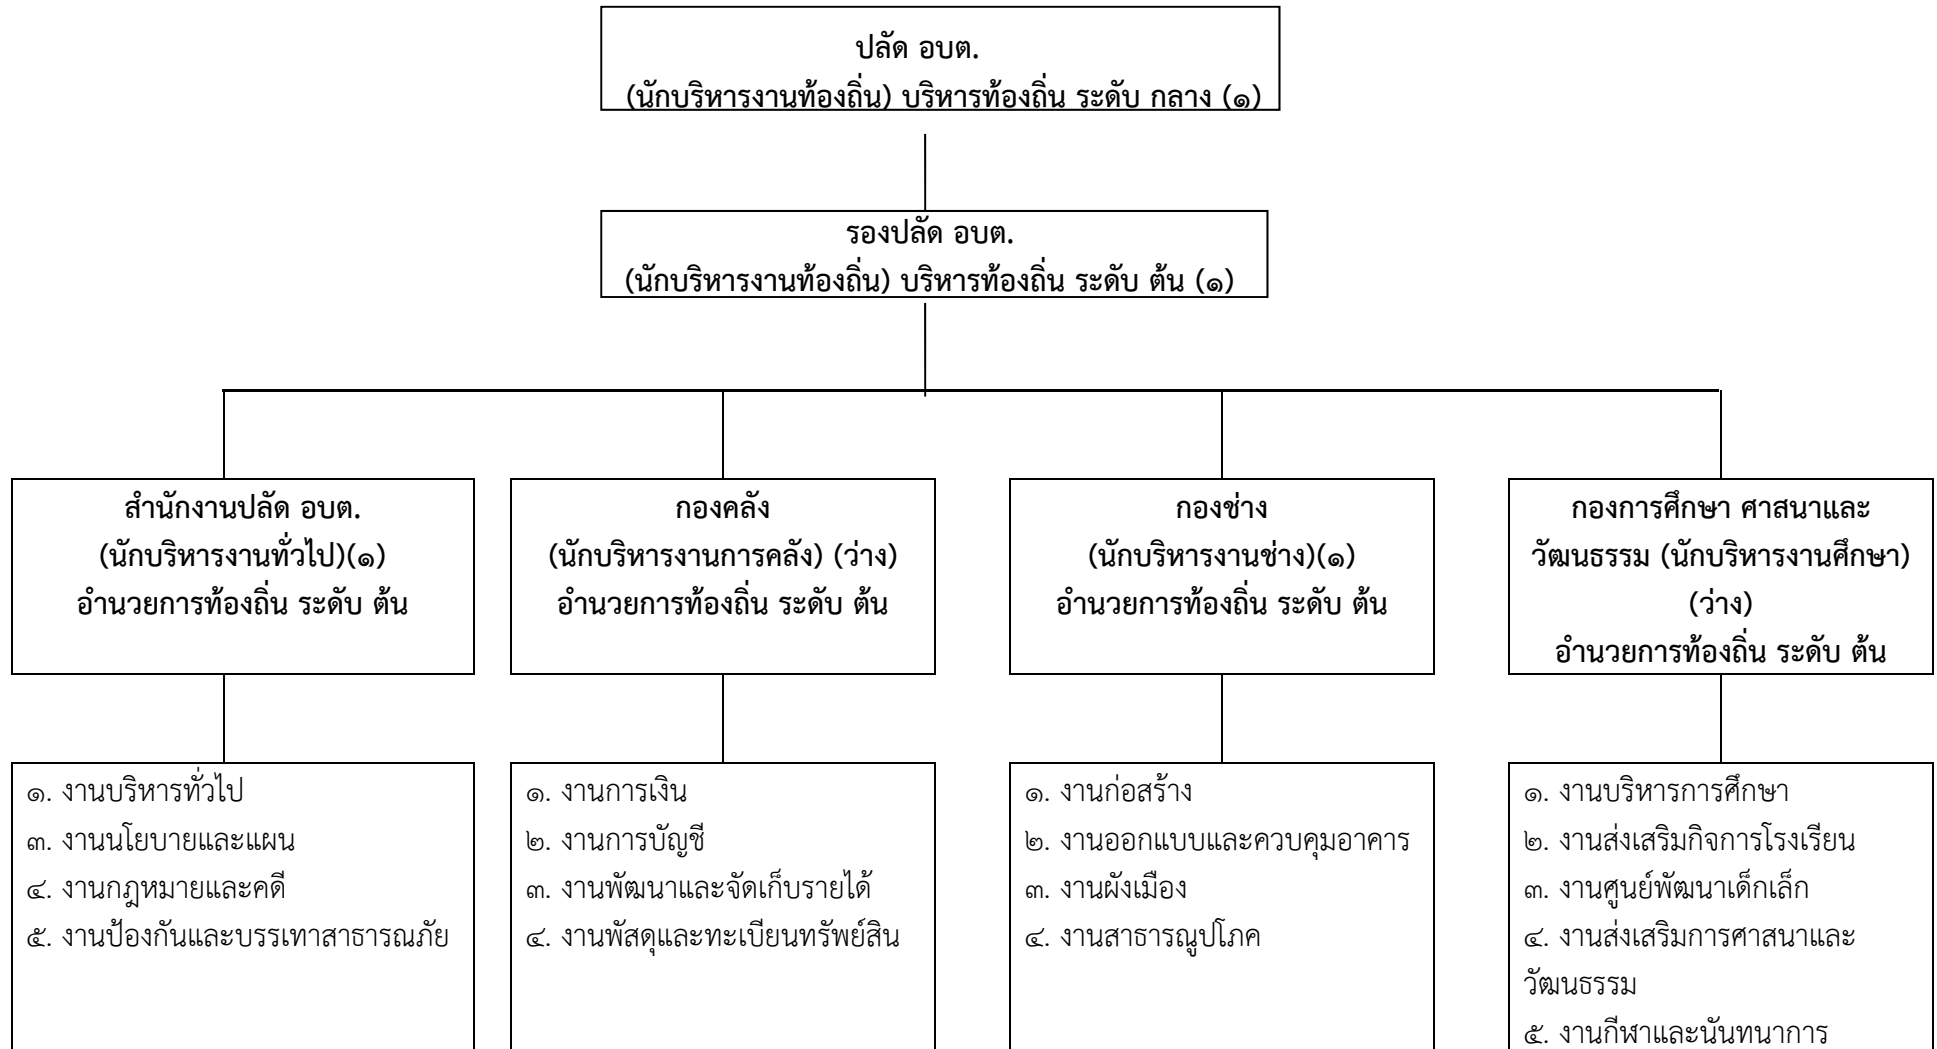 ปลัด อบต.
(นักบริหารงานท้องถิ่น) บริหารท้องถิ่น ระดับ กลาง (๑)
รองปลัด อบต.
(นักบริหารงานท้องถิ่น) บริหารท้องถิ่น ระดับ ต้น (๑)
สำนักงานปลัด อบต.
(นักบริหารงานทั่วไป)(๑)
อำนวยการท้องถิ่น ระดับ ต้น
กองคลัง
(นักบริหารงานการคลัง) (ว่าง)
อำนวยการท้องถิ่น ระดับ ต้น
กองช่าง
(นักบริหารงานช่าง)(๑)
อำนวยการท้องถิ่น ระดับ ต้น
กองการศึกษา ศาสนาและ
วัฒนธรรม (นักบริหารงานศึกษา)
(ว่าง)
อำนวยการท้องถิ่น ระดับ ต้น
๑. งานบริหารทั่วไป
๓. งานนโยบายและแผน
๔. งานกฎหมายและคดี
๕. งานป้องกันและบรรเทาสาธารณภัย
๑. งานการเงิน
๒. งานการบัญชี
๓. งานพัฒนาและจัดเก็บรายได้
๔. งานพัสดุและทะเบียนทรัพย์สิน
๑. งานก่อสร้าง
๒. งานออกแบบและควบคุมอาคาร
๓. งานผังเมือง
๔. งานสาธารณูปโภค
๑. งานบริหารการศึกษา
๒. งานส่งเสริมกิจการโรงเรียน
๓. งานศูนย์พัฒนาเด็กเล็ก
๔. งานส่งเสริมการศาสนาและ
วัฒนธรรม
๕. งานกีฬาและนันทนาการ